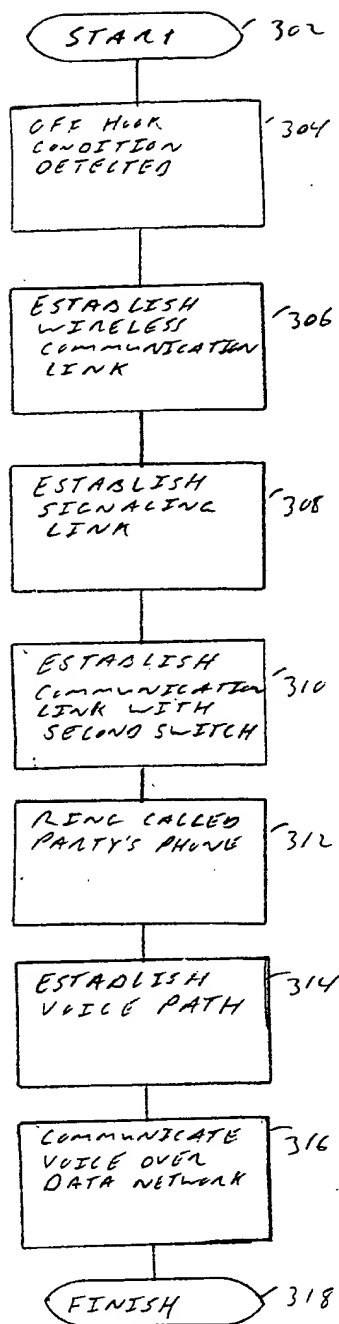 START 302
OFF HOOK 304
CONDITION
DETECTED
ESTABLISH 306
WIRELESS
COMMUNICATION
LINK
ESTABLISH 308
SIGNALING
LINK
ESTABLISH
COMMUNICATION 310
LINK WITH
SECOND SWITCH
RING CALLED
PARTY'S PHONE 312
ESTABLISH 314
VOICE PATH
COMMUNICATE 316
VOICE OVER
DATA NETWORK
FINISH 318